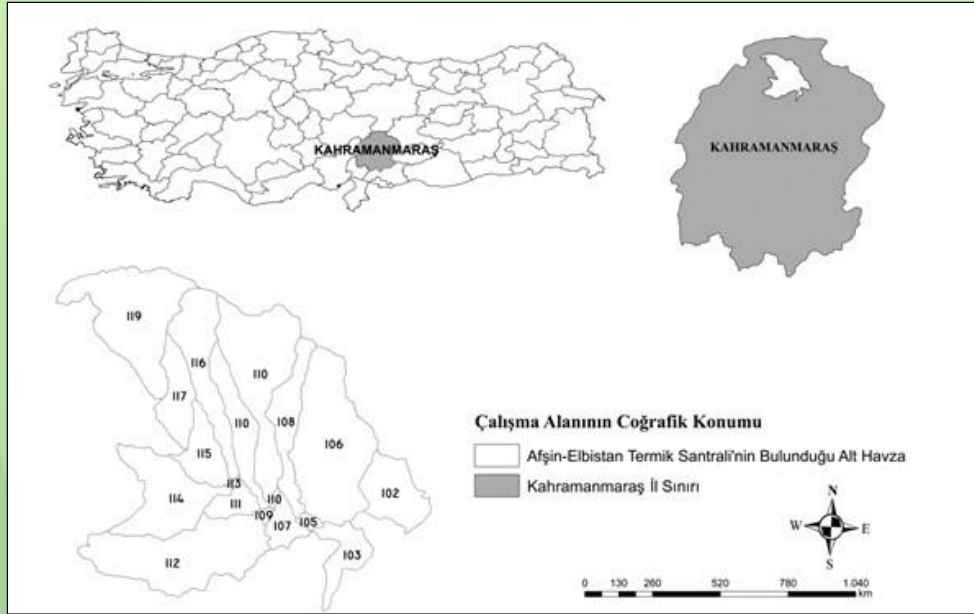 KAHRAMANMARAŞ
KAHRAMANMARAŞ
119
116
110
117
110
108
106
115
102
113
114
111
110
109
107
105
103
112
Çalışma Alanının Coğrafik Konumu
Afşin-Elbistan Termik Santrali'nin Bulunduğu Alt Havza
Kahramanmaraş İl Sınırı
N
W E
S
0 130 260 520 780 1.040
km